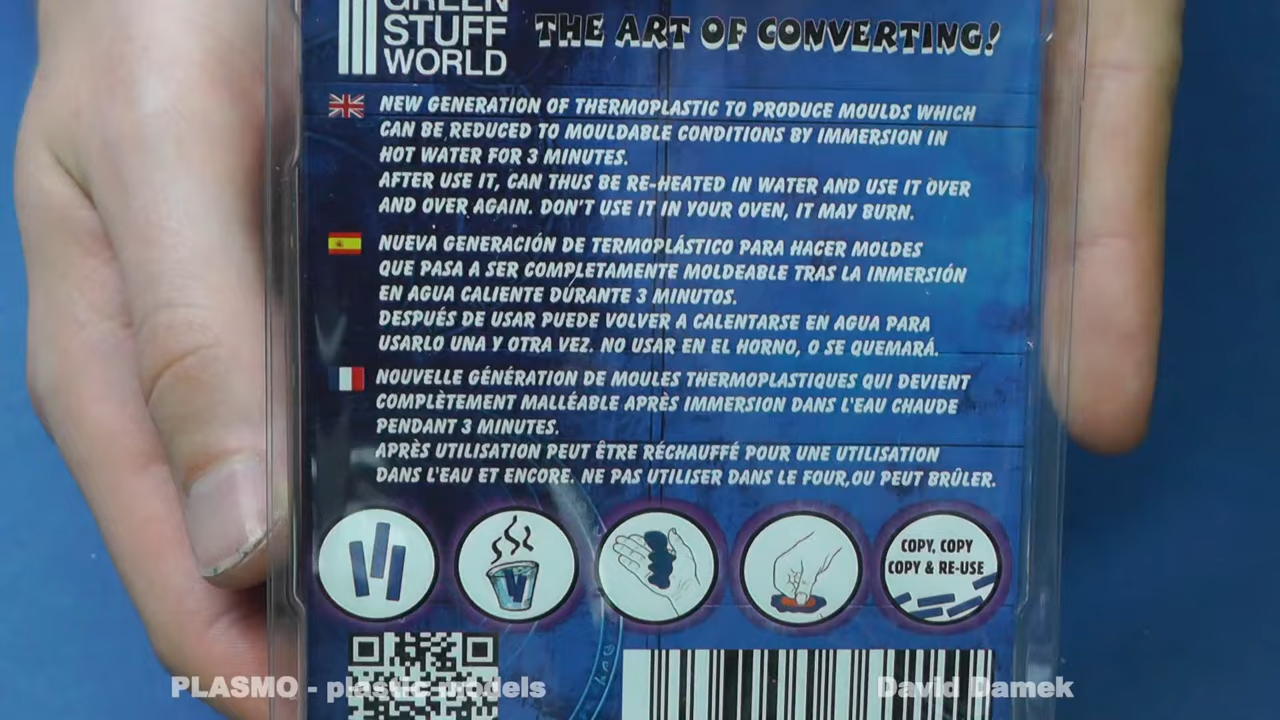 GREEN
STUFF
WORLD
THE ART OF CONVERTING!
NEW GENERATION OF THERMOPLASTIC TO PRODUCE MOULDS WHICH
CAN BE REDUCED TO MOULDABLE CONDITIONS BY IMMERSION IN
HOT WATER FOR 3 MINUTES.
AFTER USE IT, CAN THUS BE RE-HEATED IN WATER AND USE IT OVER
AND OVER AGAIN. DON'T USE IT IN YOUR OVEN, IT MAY BURN.
NUEVA GENERACIÓN DE TERMOPLÁSTICO PARA HACER MOLDES
QUE PASA A SER COMPLETAMENTE MOLDEABLE TRAS LA INMERSIÓN
EN AGUA CALIENTE DURANTE 3 MINUTOS.
DESPUÉS DE USAR PUEDE VOLVER A CALENTARSE EN AGUA PARA
USARLO UNA Y OTRA VEZ. NO USAR EN EL HORNO, O SE QUEMARÁ.
NOUVELLE GÉNÉRATION DE MOULES THERMOPLASTIQUES QUI DEVIENT
COMPLÈTEMENT MALLÉABLE APRÈS IMMERSION DANS L'EAU CHAUDE
PENDANT 3 MINUTES.
APRÈS UTILISATION PEUT ÊTRE RÉCHAUFFÉ POUR UNE UTILISATION
DANS L'EAU ET ENCORE. NE PAS UTILISER DANS LE FOUR,OU PEUT BRÛLER.
COPY, COPY
COPY & RE-USE
PLASMO - plastic models
David Damek